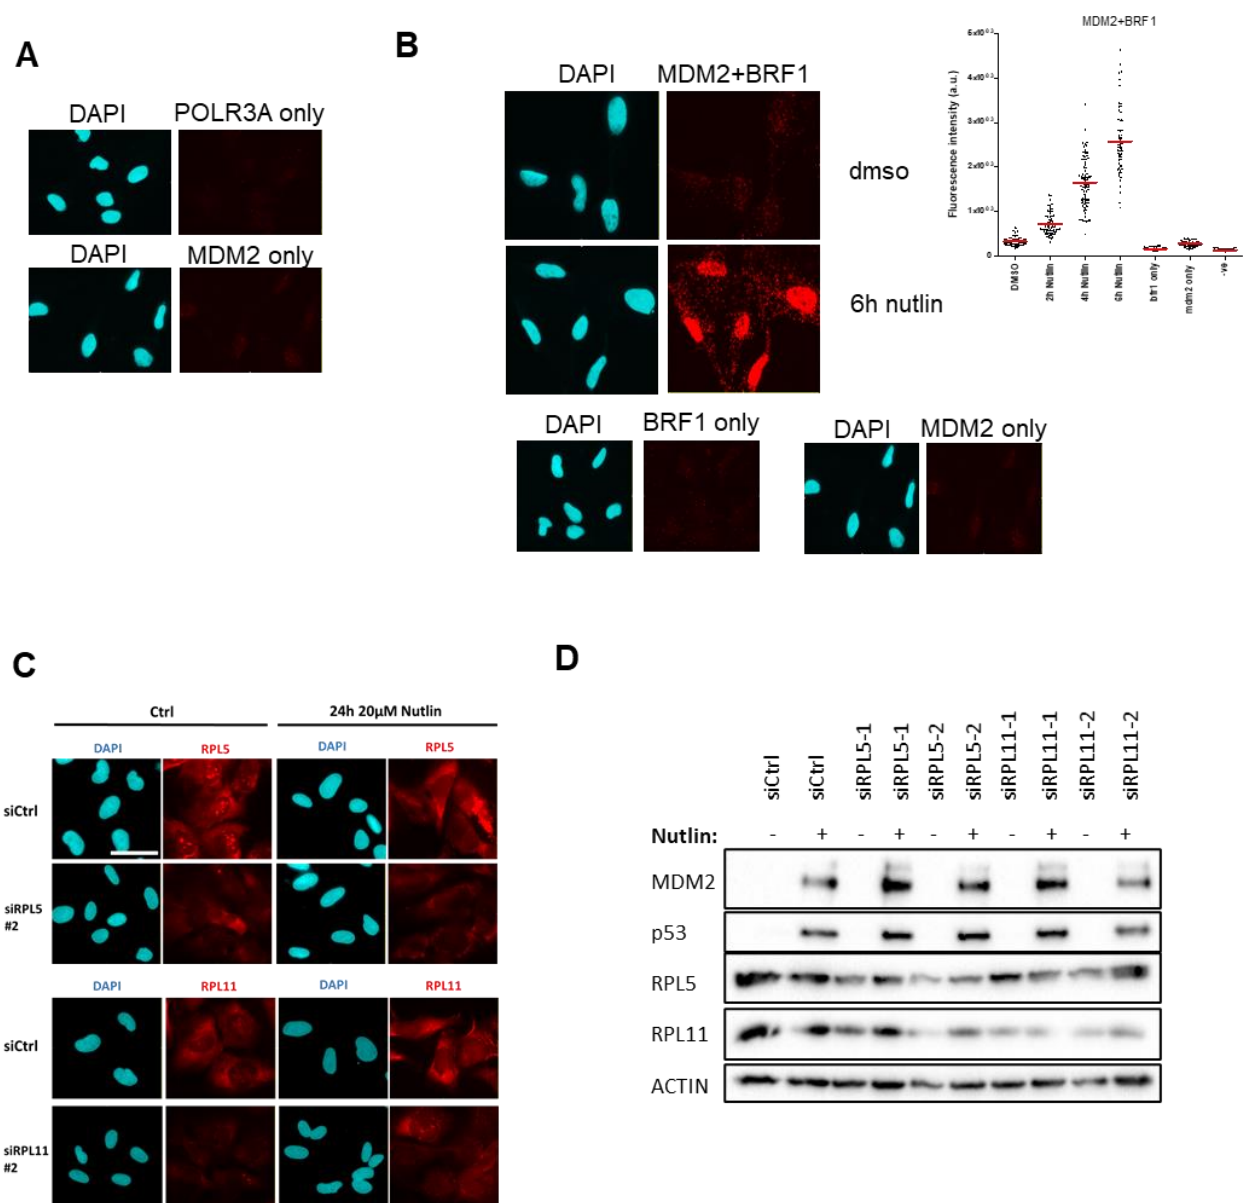 A
DAPI POLR3A only
DAPI MDM2 only
B
DAPI MDM2+BRF1
dmso
6h nutlin
DAPI BRF1 only
DAPI MDM2 only
MDM2+BRF1
Fluorescence intensity (a.u.)
0
DMSO
2h Nutlin
4h Nutlin
6h Nutlin
mdm2 only
-ve
C
Ctrl 24h 20µM Nutlin
DAPI RPL5 DAPI RPL5
siCtrl
siRPL5
#2
DAPI RPL11 DAPI RPL11
siCtrl
siRPL11
#2
D
siCtrl siCtrl siRPL5-1 siRPL5-1 siRPL5-2 siRPL5-2 siRPL11-1 siRPL11-1 siRPL11-2 siRPL11-2
Nutlin: - + - + - + - + - +
MDM2
p53
RPL5
RPL11
ACTIN